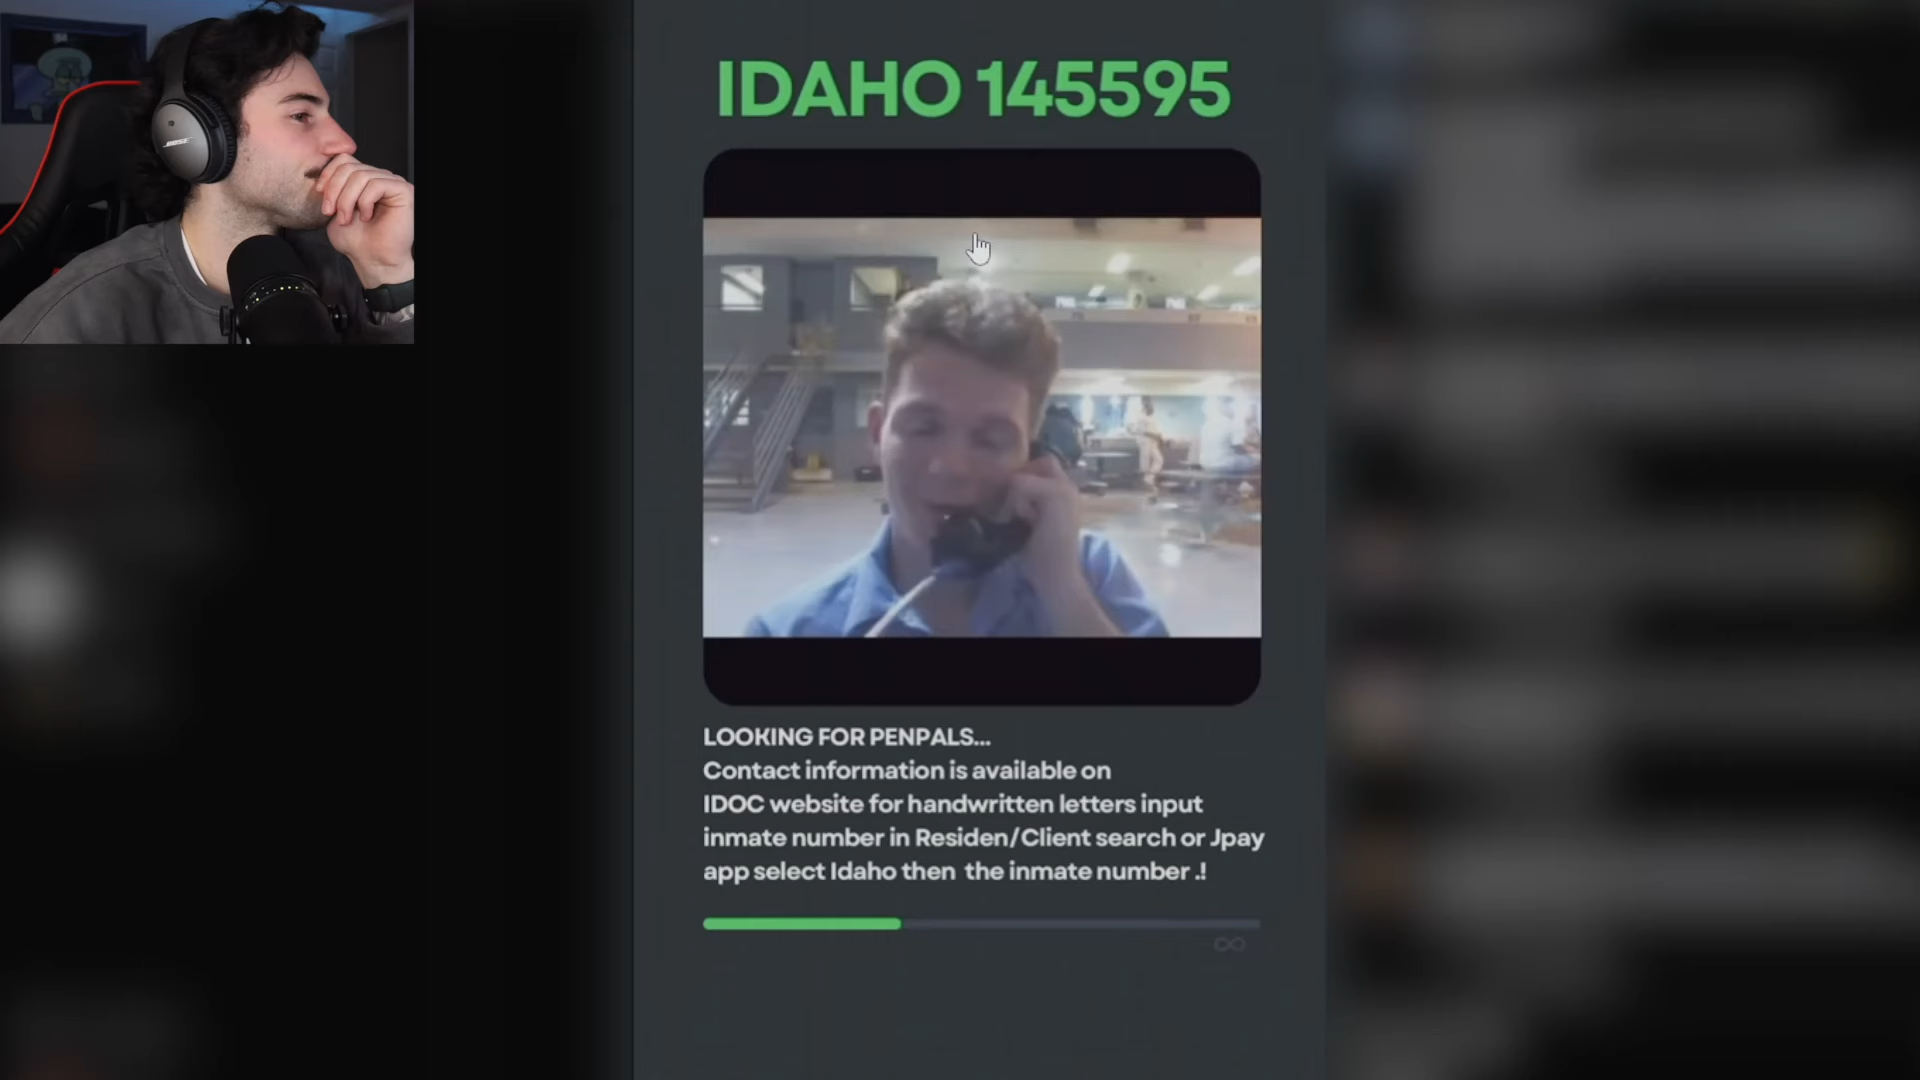 IDAHO 145595
BOSE
LOOKING FOR PENPALS...
Contact information is available on
IDOC website for handwritten letters input
inmate number in Residen/Client search or Jpay
app select Idaho then the inmate number .!